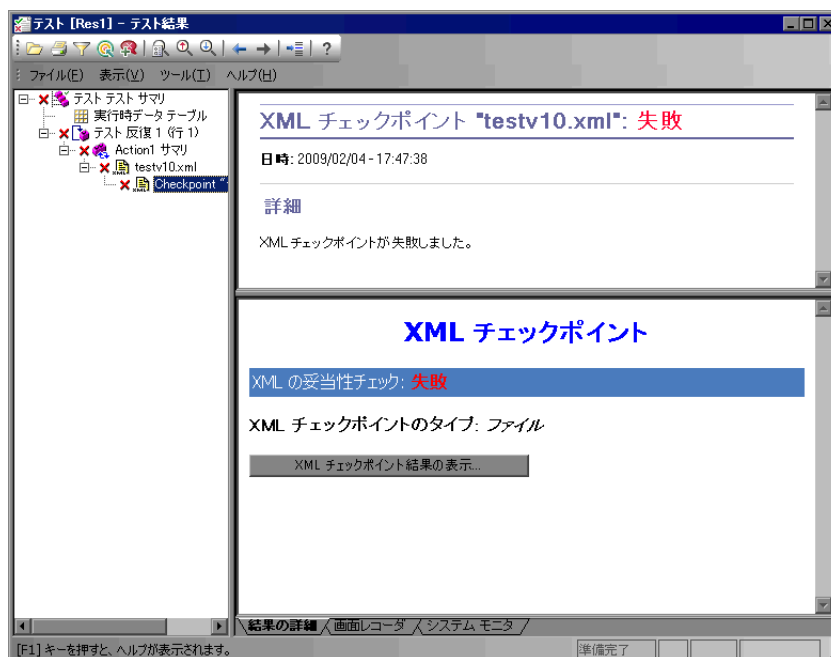 テスト [Res1] - テスト結果
?
ファイル(F) 表示(V) ツール(T) ヘルプ(H)
テスト テスト サマリ
実行時データ テーブル
テスト 反復 1 (行 1)
Action1 サマリ
testv10.xml
Checkpoint "
XML チェックポイント "testv10.xml": 失敗
日時: 2009/02/04 - 17:47:38
詳細
XML チェックポイントが失敗しました。
XML チェックポイント
XML の妥当性チェック: 失敗
XML チェックポイントのタイプ: ファイル
XML チェックポイント結果の表示...
結果の詳細 画面レコーダ システム モニタ
[F1] キーを押すと、ヘルプが表示されます。
準備完了